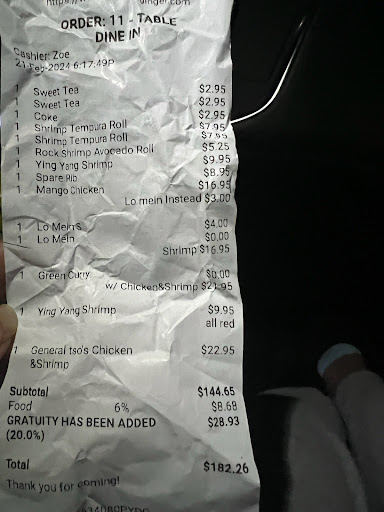 ORDER: 11 - TABLE
DINE IN
Cashier: Zoe
21-Feb-2024 6:17:49P
1 Sweet Tea $2.95
1 Sweet Tea $2.95
1 Coke $2.95
1 Shrimp Tempura Roll $7.95
1 Shrimp Tempura Roll $7.95
1 Rock Shrimp Avocado Roll $5.25
1 Ying Yang Shrimp $9.95
1 Spare Rib $8.95
1 Mango Chicken $16.95
Lo mein Instead $3.00
1 Lo Mein S $4.00
1 Lo Mein $0.00
Shrimp $16.95
1 Green Curry $0.00
w/ Chicken&Shrimp $21.95
1 Ying Yang Shrimp $9.95
all red
1 General tso's Chicken $22.95
&Shrimp
Subtotal $144.65
Food 6% $8.68
GRATUITY HAS BEEN ADDED $28.93
(20.0%)
Total $182.26
Thank you for coming!